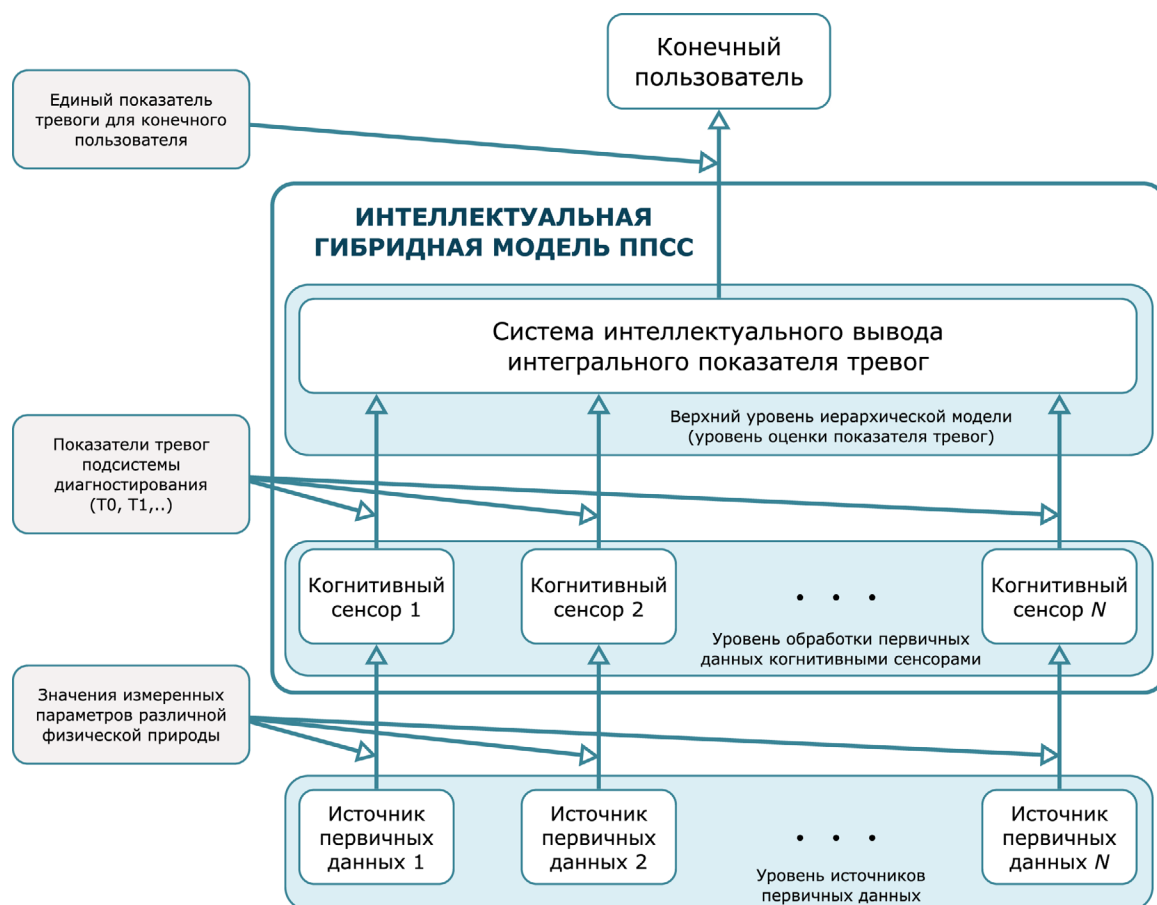 Конечный
пользователь
Единый показатель
тревоги для конечного
пользователя
ИНТЕЛЛЕКТУАЛЬНАЯ
ГИБРИДНАЯ МОДЕЛЬ ППСС
Система интеллектуального вывода
интегрального показателя тревог
Верхний уровень иерархической модели
(уровень оценки показателя тревог)
Показатели тревог
подсистемы
диагностирования
(T0, T1,..)
Когнитивный
сенсор 1
Когнитивный
сенсор 2
. . .
Когнитивный
сенсор N
Уровень обработки первичных
данных когнитивными сенсорами
Значения измеренных
параметров различной
физической природы
Источник
первичных
данных 1
Источник
первичных
данных 2
. . .
Источник
первичных
данных N
Уровень источников
первичных данных